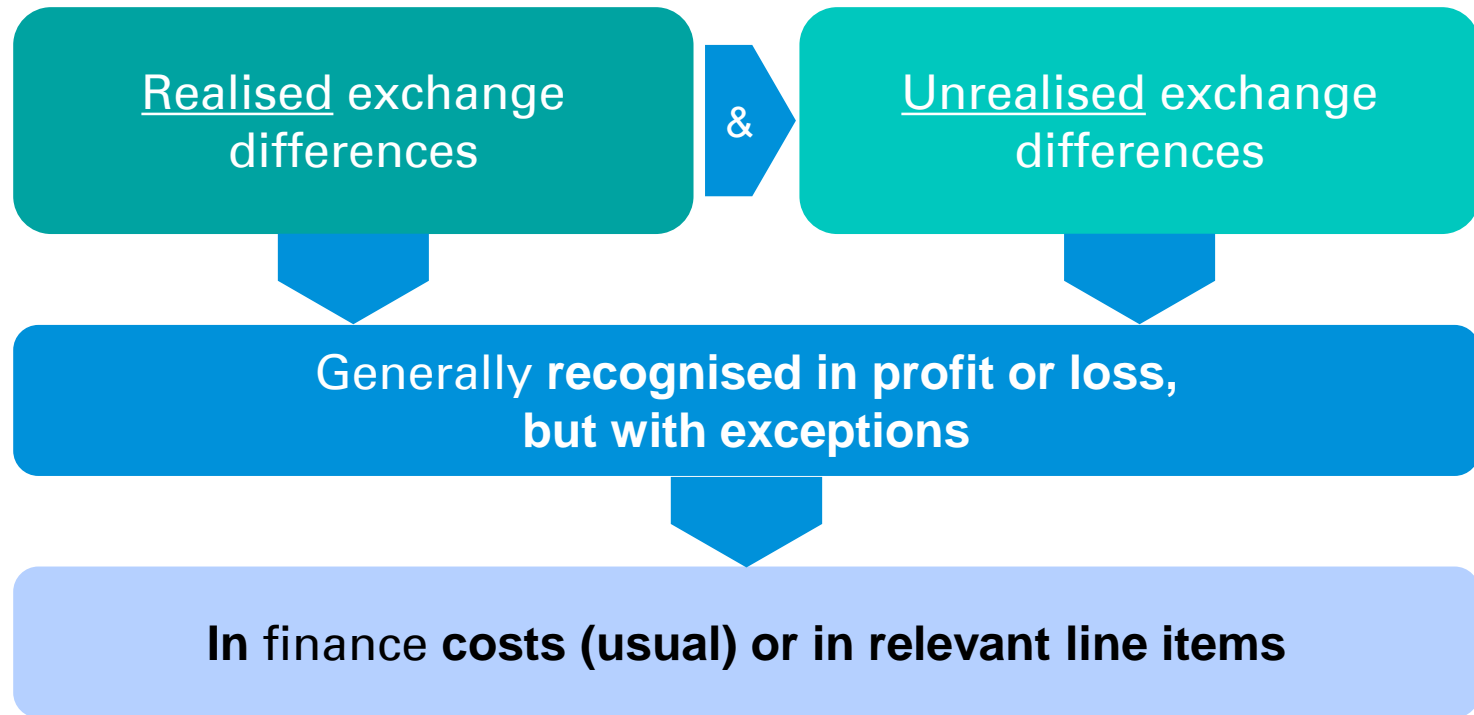 Realised exchange
differences
&
Unrealised exchange
differences
Generally recognised in profit or loss,
but with exceptions
In finance costs (usual) or in relevant line items